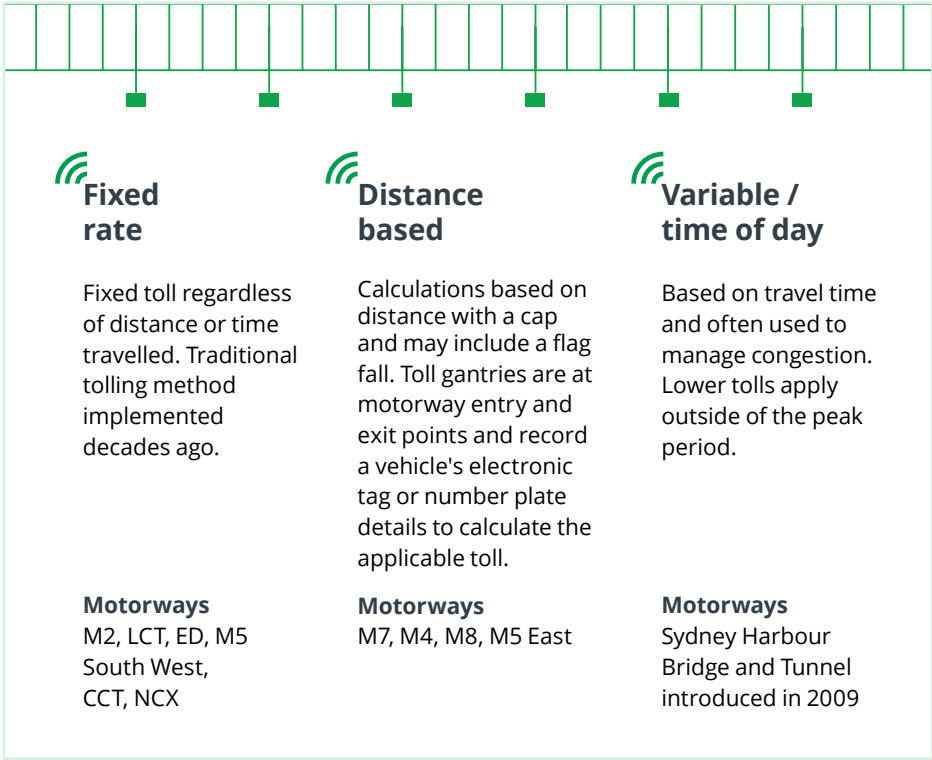 Fixed
rate
Fixed toll regardless
of distance or time
travelled. Traditional
tolling method
implemented
decades ago.
Motorways
M2, LCT, ED, M5
South West,
CCT, NCX
Distance
based
Calculations based on
distance with a cap
and may include a flag
fall. Toll gantries are at
motorway entry and
exit points and record
a vehicle's electronic
tag or number plate
details to calculate the
applicable toll.
Motorways
M7, M4, M8, M5 East
Variable /
time of day
Based on travel time
and often used to
manage congestion.
Lower tolls apply
outside of the peak
period.
Motorways
Sydney Harbour
Bridge and Tunnel
introduced in 2009